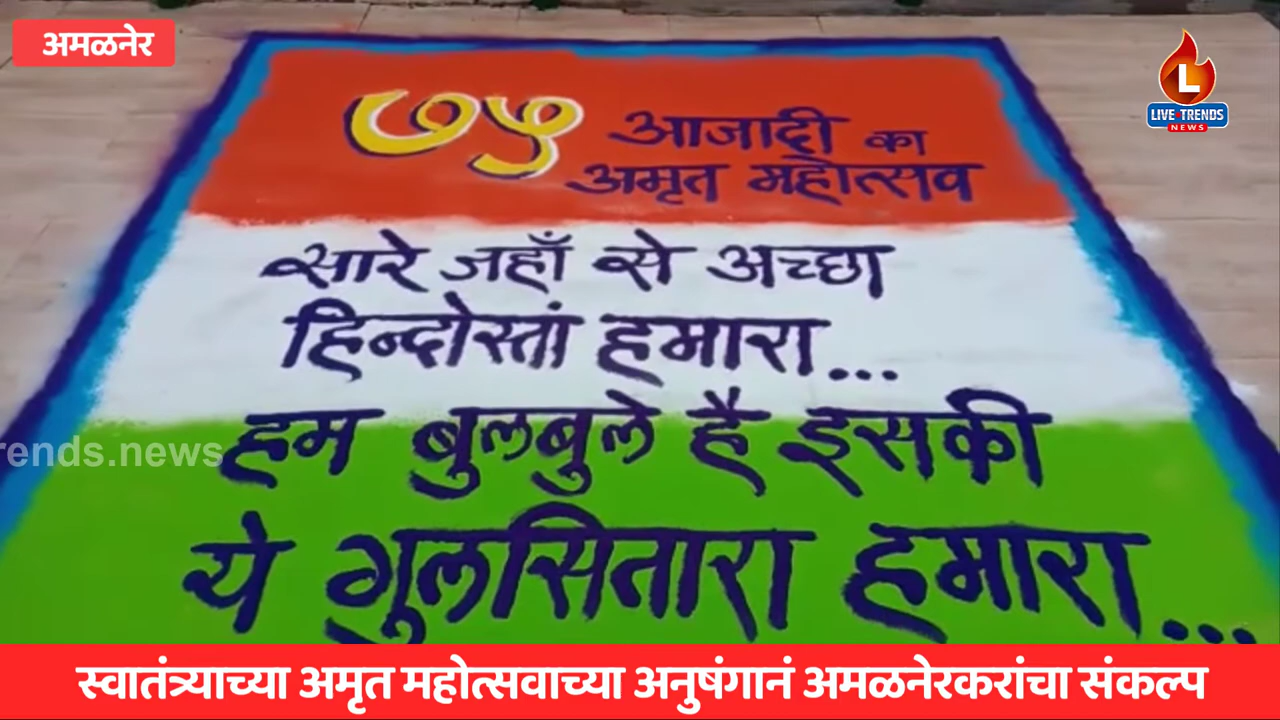 अमळनेर
L
LIVE TRENDS
NEWS
७५ आजादी का
अमृत महोत्सव
सारे जहाँ से अच्छा
हिन्दोस्तां हमारा...
हम बुलबुले है इसकी
ये गुलसितारा हमारा...
rends.news
स्वातंत्र्याच्या अमृत महोत्सवाच्या अनुषंगानं अमळनेरकरांचा संकल्प